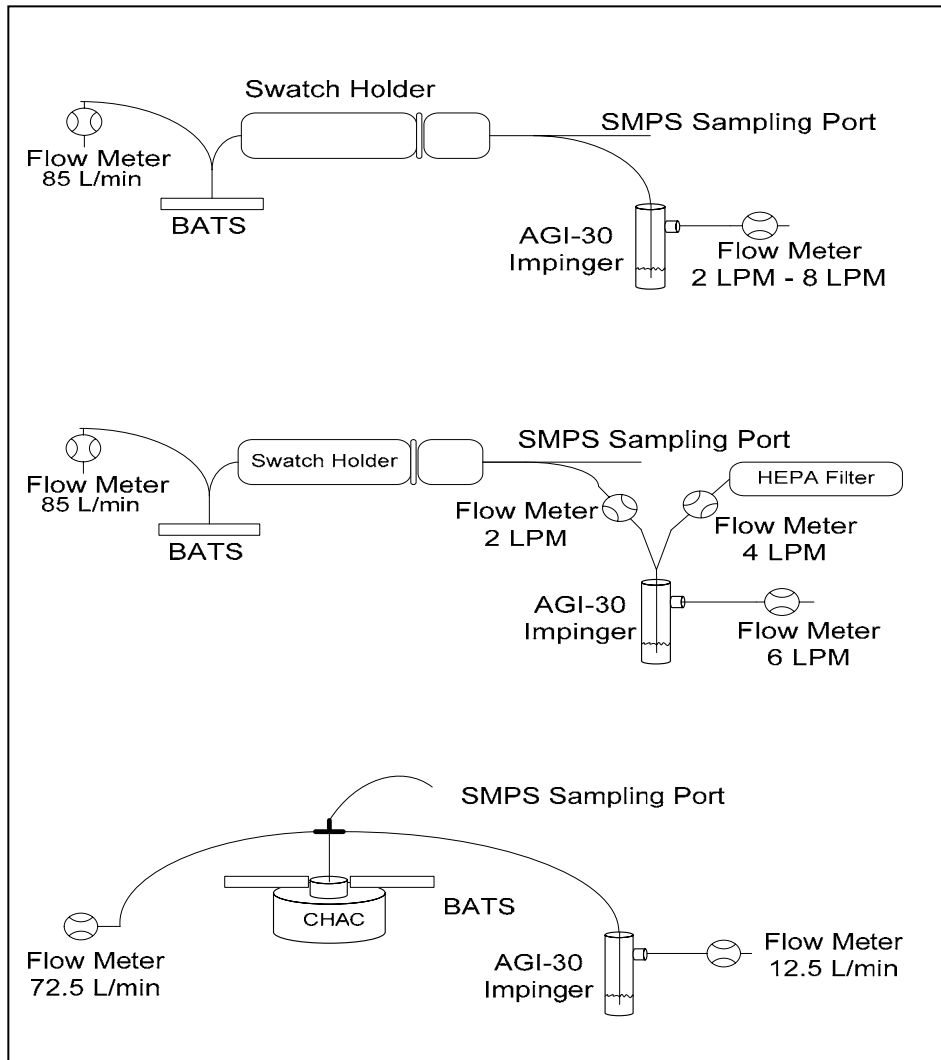 Swatch Holder
SMPS Sampling Port
Flow Meter
85 L/min
BATS
AGI-30
Impinger
Flow Meter
2 LPM - 8 LPM
SMPS Sampling Port
Swatch Holder
HEPA Filter
Flow Meter
85 L/min
Flow Meter
2 LPM
Flow Meter
4 LPM
BATS
AGI-30
Impinger
Flow Meter
6 LPM
SMPS Sampling Port
BATS
CHAC
Flow Meter
72.5 L/min
AGI-30
Impinger
Flow Meter
12.5 L/min